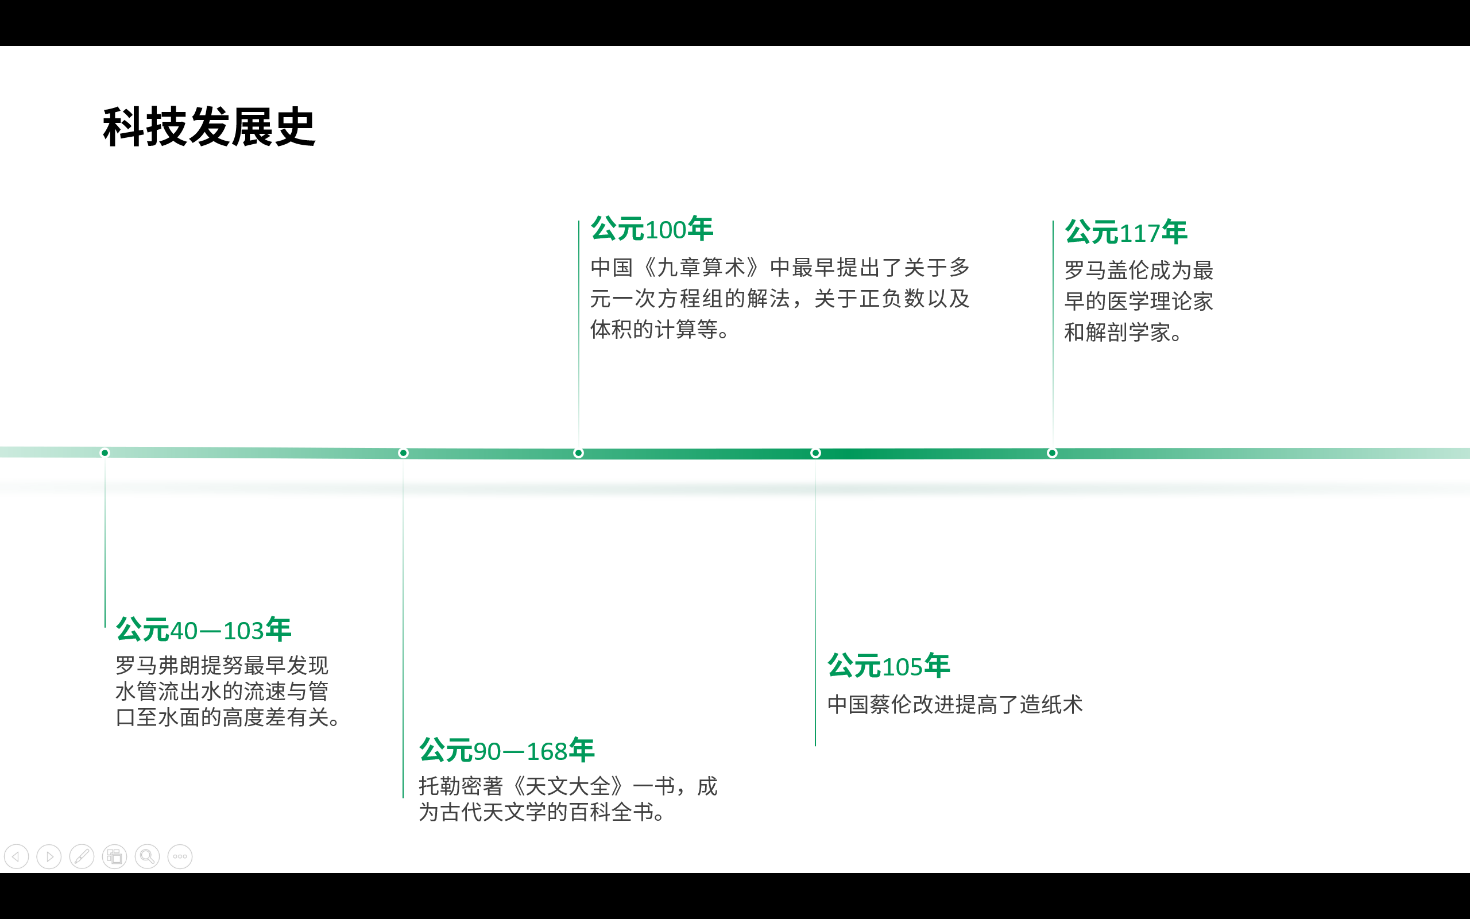 科技发展史
公元100年
中国《九章算术》中最早提出了关于多
元一次方程组的解法，关于正负数以及
体积的计算等。
公元117年
罗马盖伦成为最
早的医学理论家
和解剖学家。
公元40—103年
罗马弗朗提努最早发现
水管流出水的流速与管
口至水面的高度差有关。
公元90—168年
托勒密著《天文大全》一书，成
为古代天文学的百科全书。
公元105年
中国蔡伦改进提高了造纸术